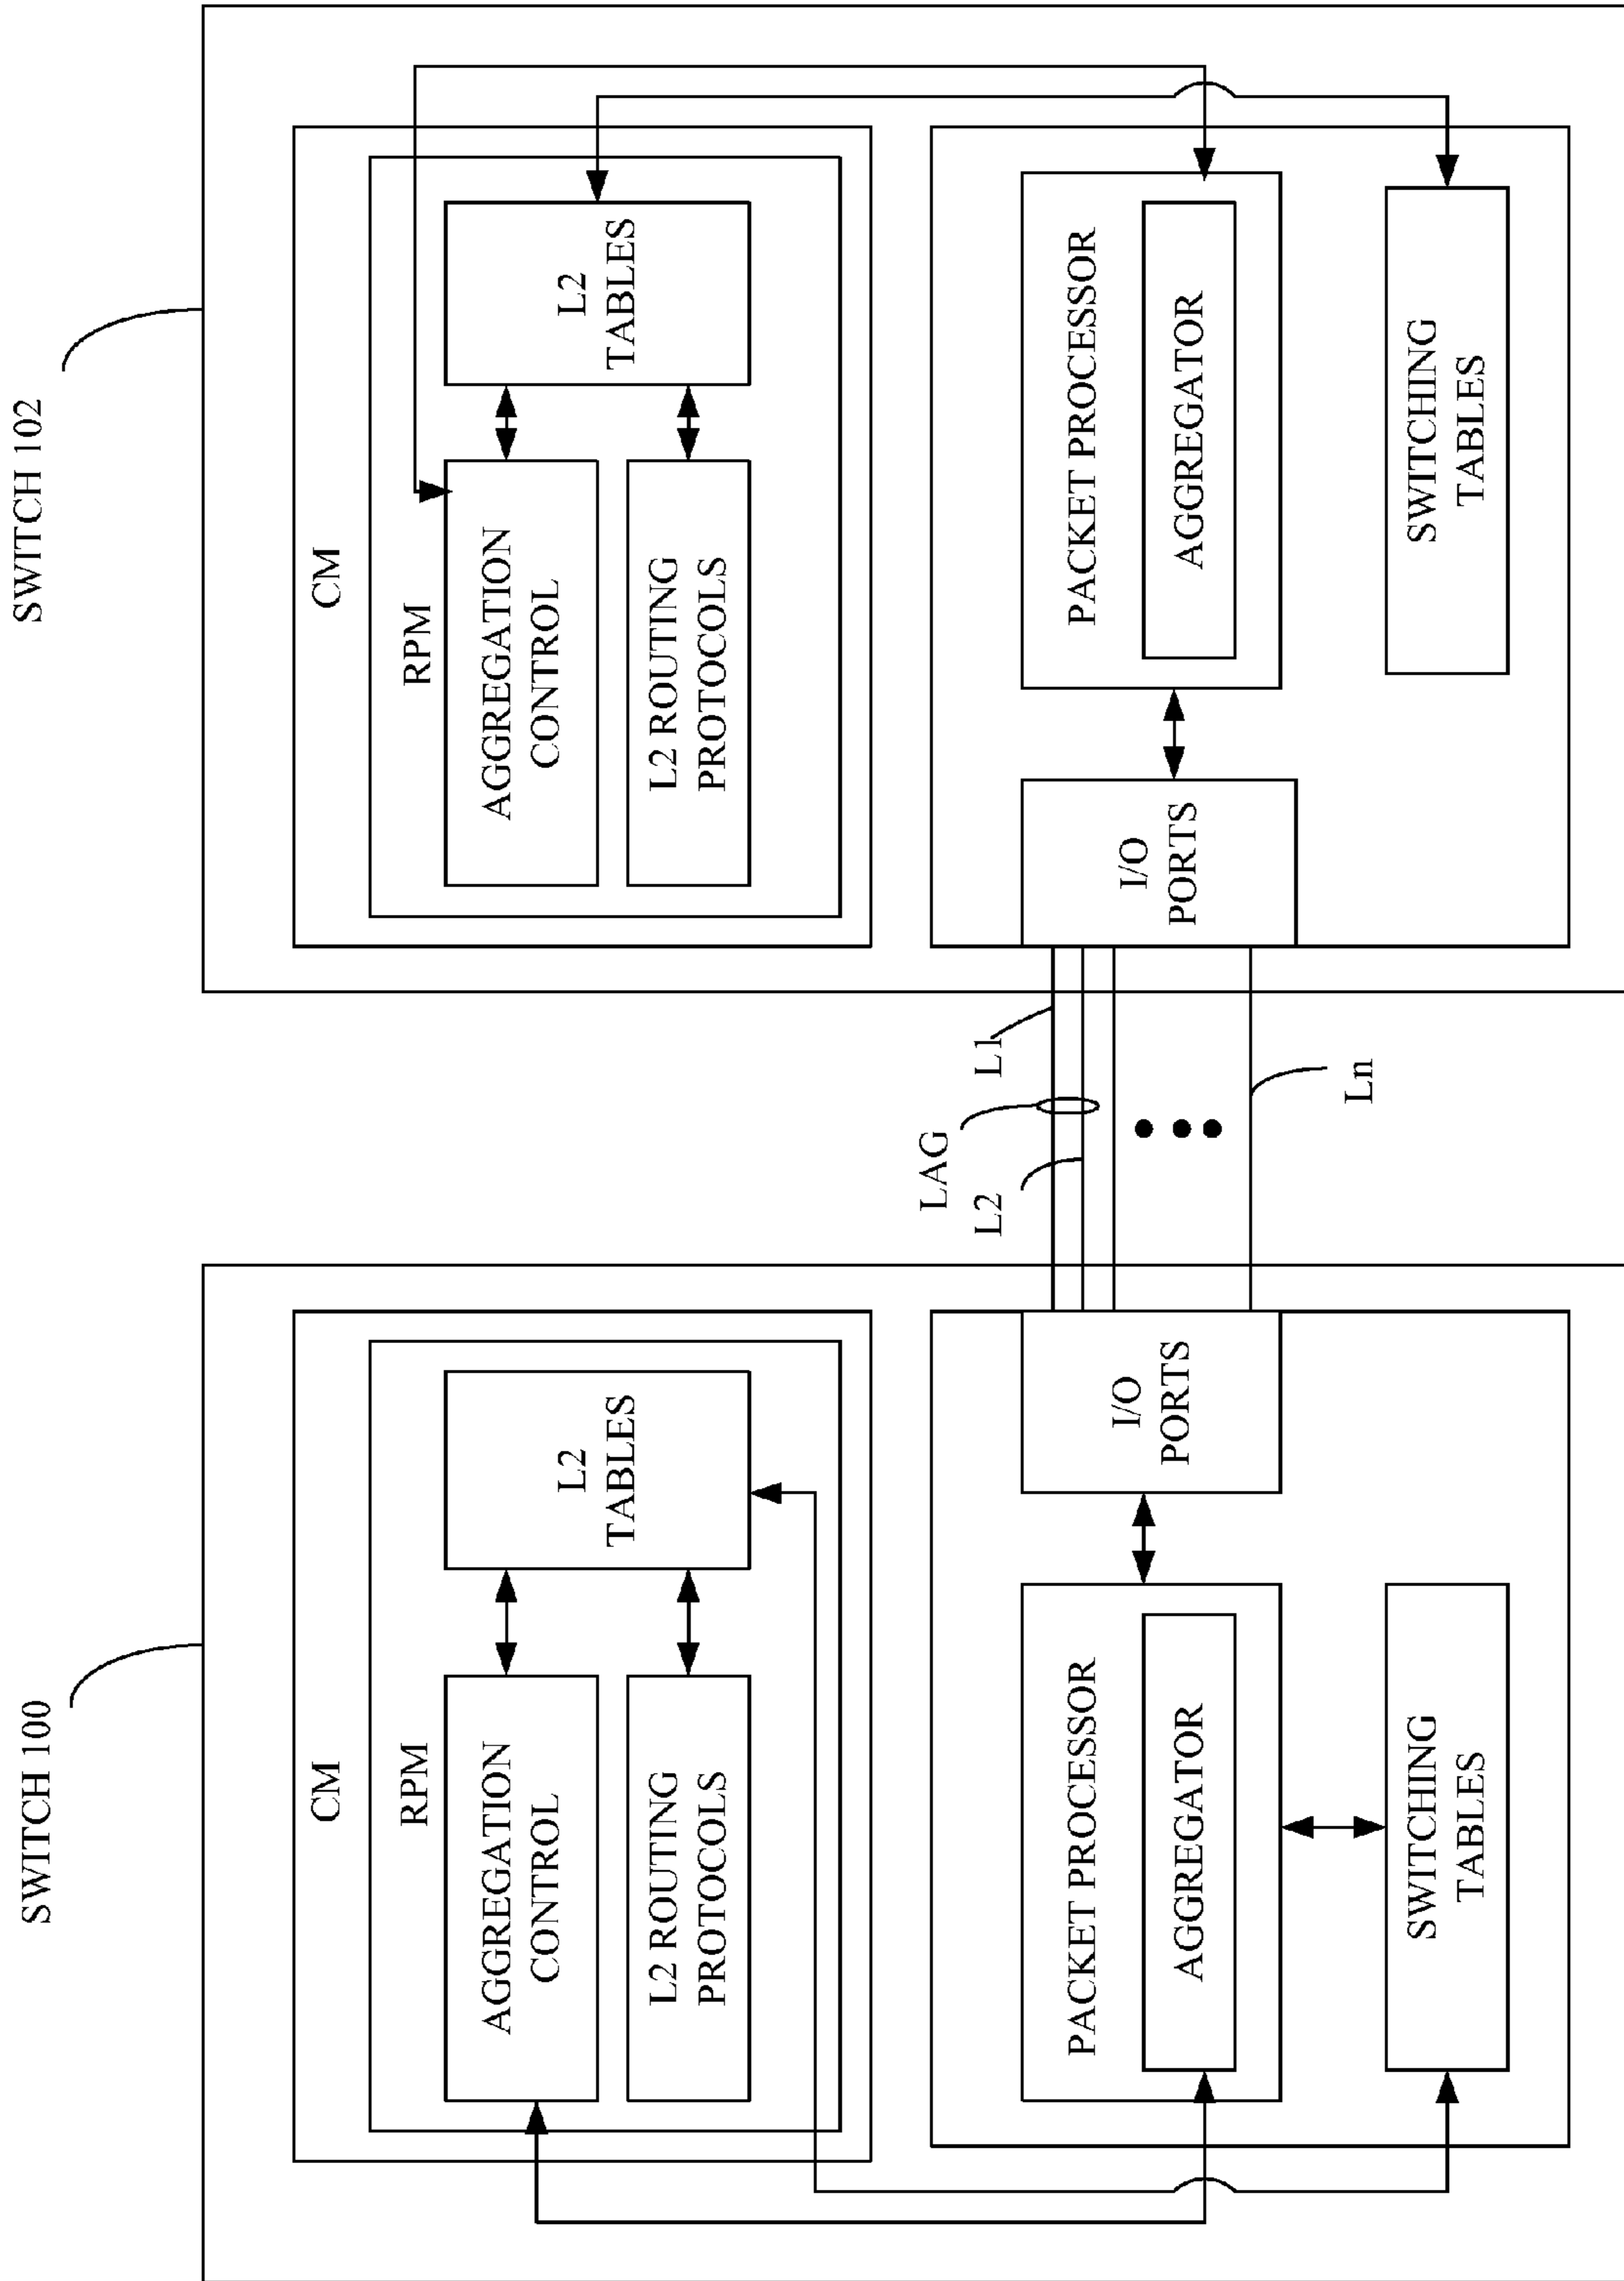 SWITCH 100
CM
RPM
AGGREGATION
CONTROL
L2
TABLES
L2 ROUTING
PROTOCOLS
PACKET PROCESSOR
AGGREGATOR
I/O
PORTS
SWITCHING
TABLES
LAG
L2
L1
Ln
SWITCH 102
CM
RPM
AGGREGATION
CONTROL
L2
TABLES
L2 ROUTING
PROTOCOLS
I/O
PORTS
PACKET PROCESSOR
AGGREGATOR
SWITCHING
TABLES